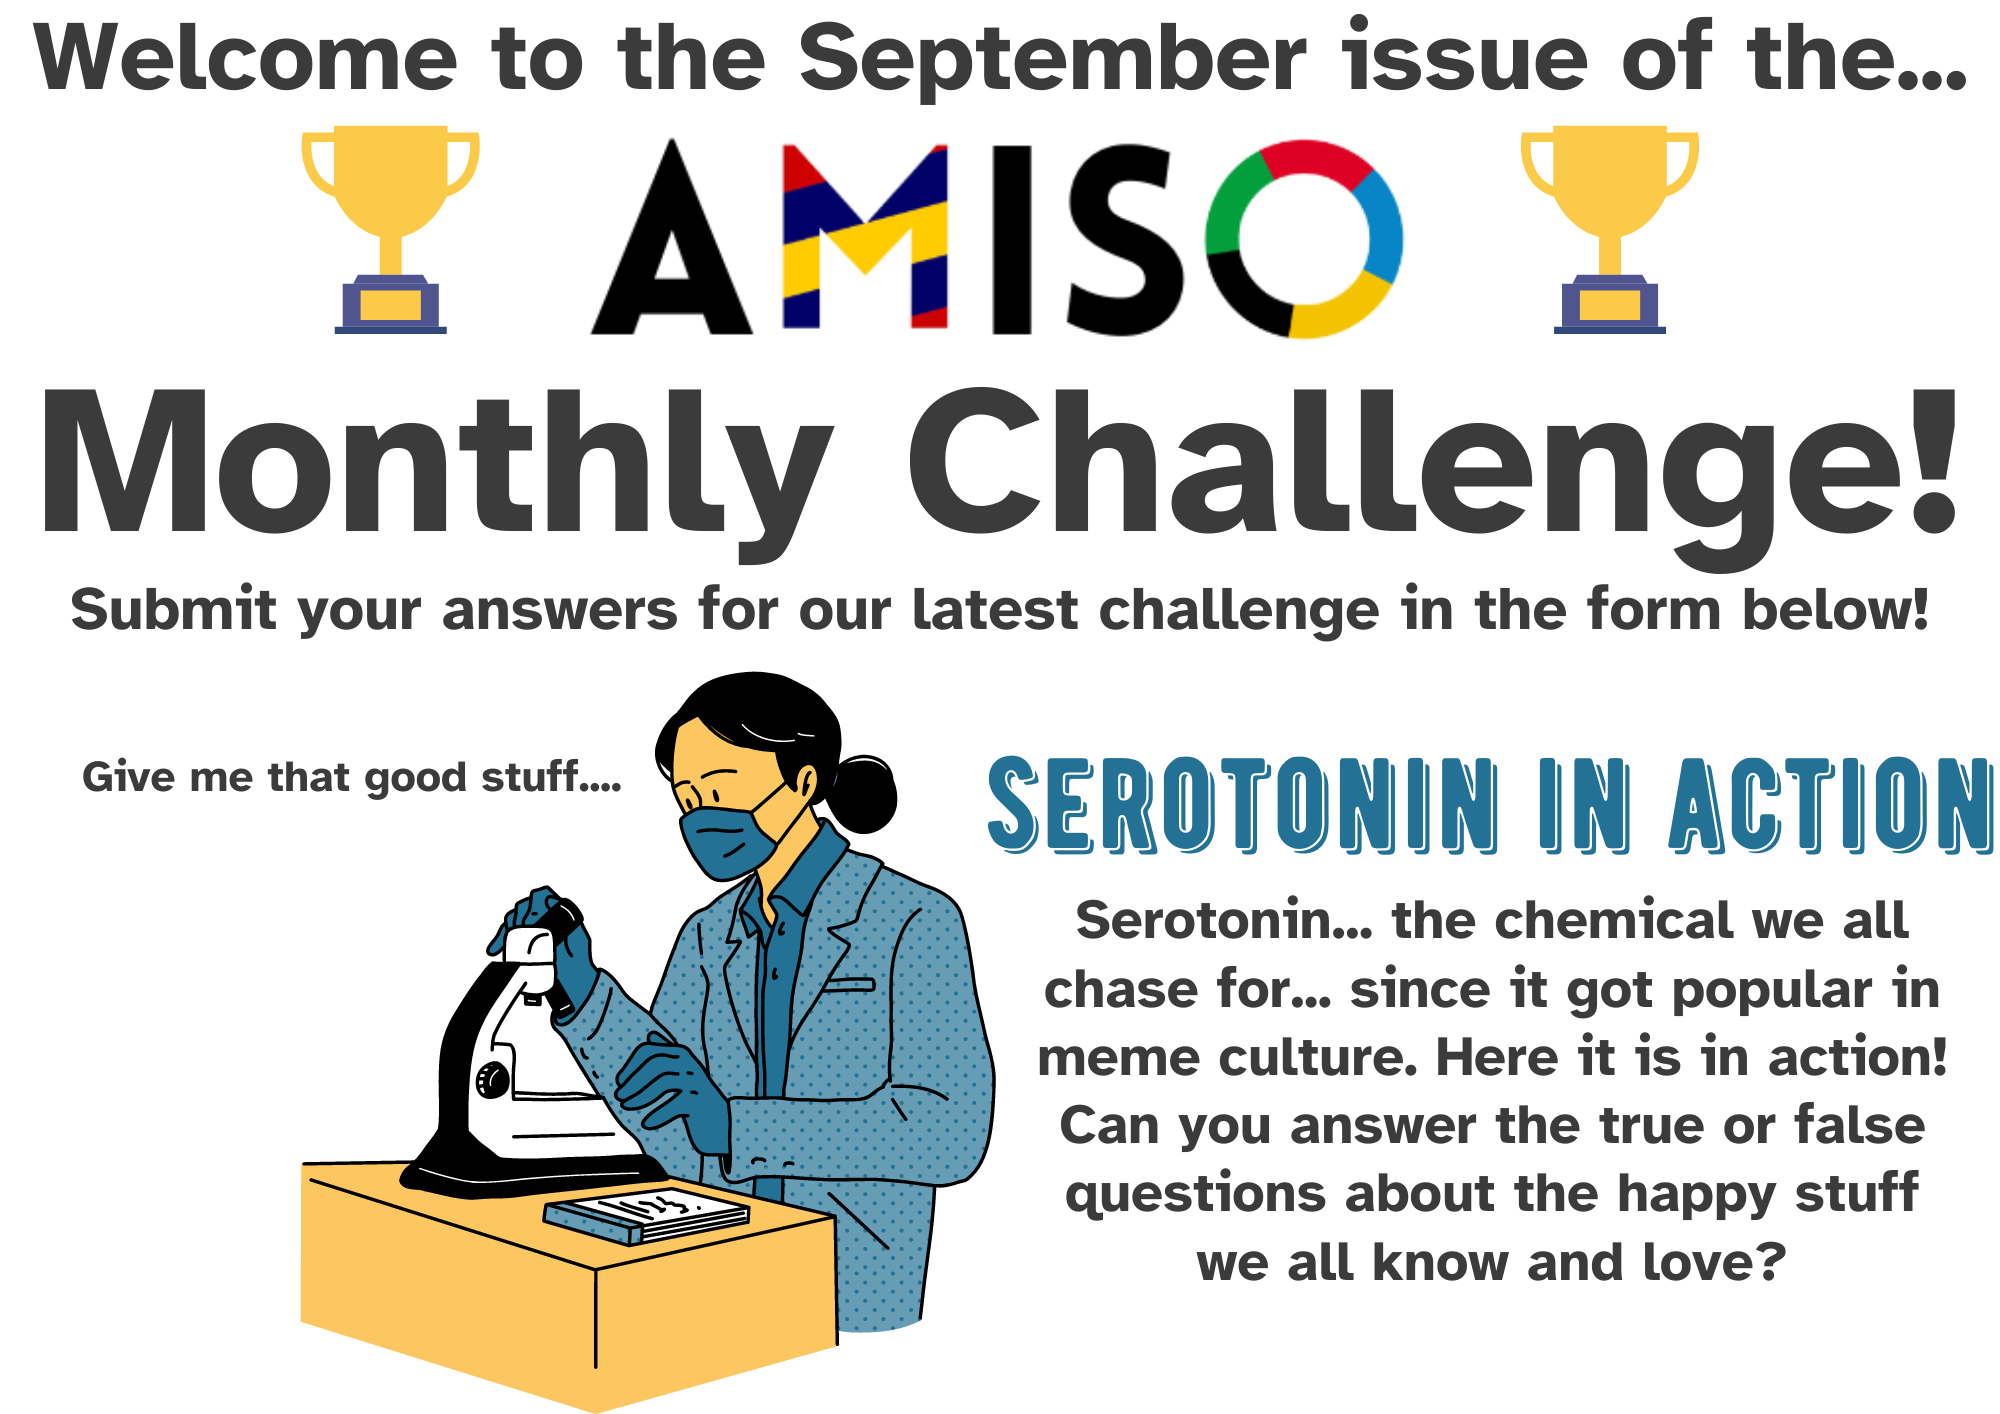 Welcome to the September issue of the...
AMISO
Monthly Challenge!
Submit your answers for our latest challenge in the form below!
Give me that good stuff....
SEROTONIN IN ACTION
Serotonin... the chemical we all
chase for... since it got popular in
meme culture. Here it is in action!
Can you answer the true or false
questions about the happy stuff
we all know and love?